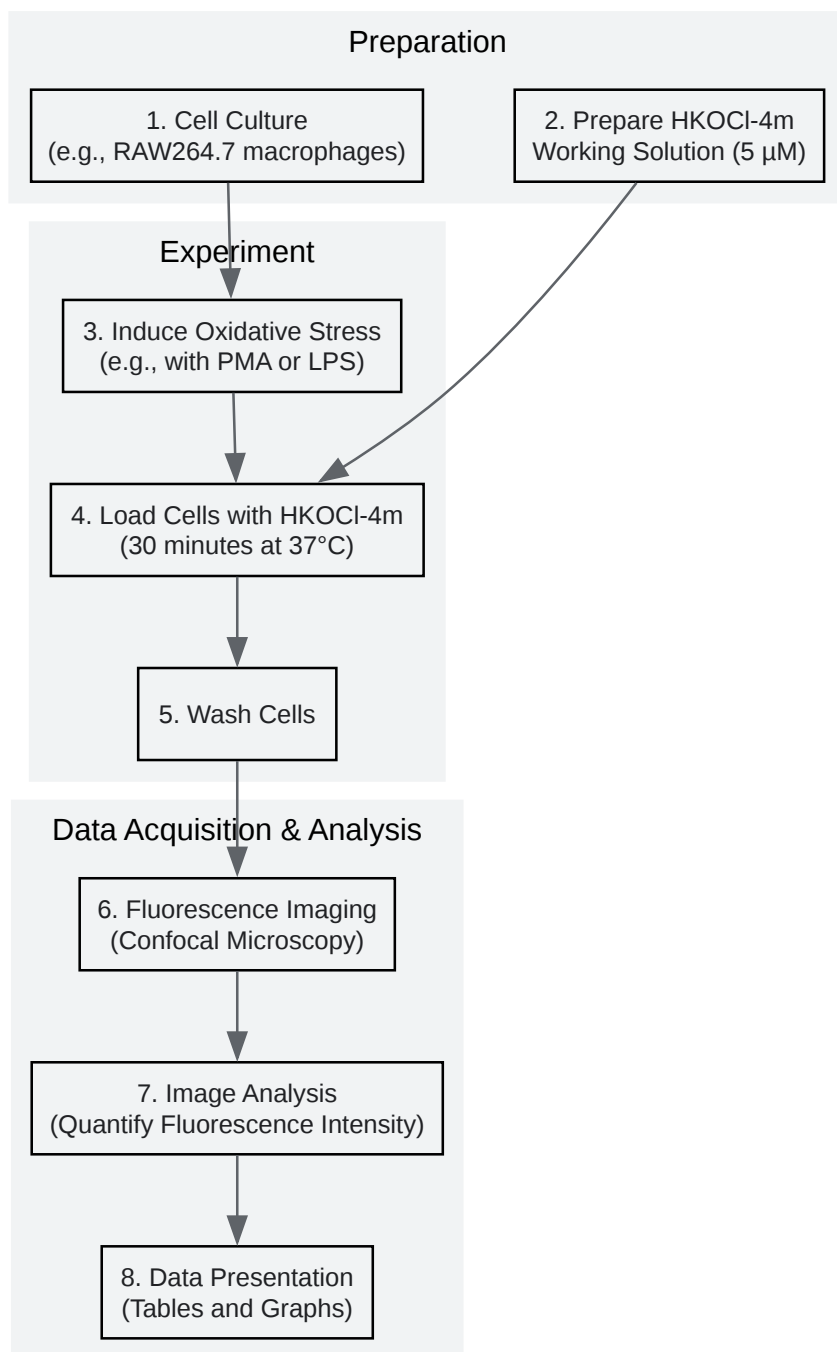 Preparation
1. Cell Culture
(e.g., RAW264.7 macrophages)
2. Prepare HKOCl-4m
Working Solution (5 µM)
Experiment
3. Induce Oxidative Stress
(e.g., with PMA or LPS)
4. Load Cells with HKOCl-4m
(30 minutes at 37°C)
5. Wash Cells
Data Acquisition & Analysis
6. Fluorescence Imaging
(Confocal Microscopy)
7. Image Analysis
(Quantify Fluorescence Intensity)
8. Data Presentation
(Tables and Graphs)